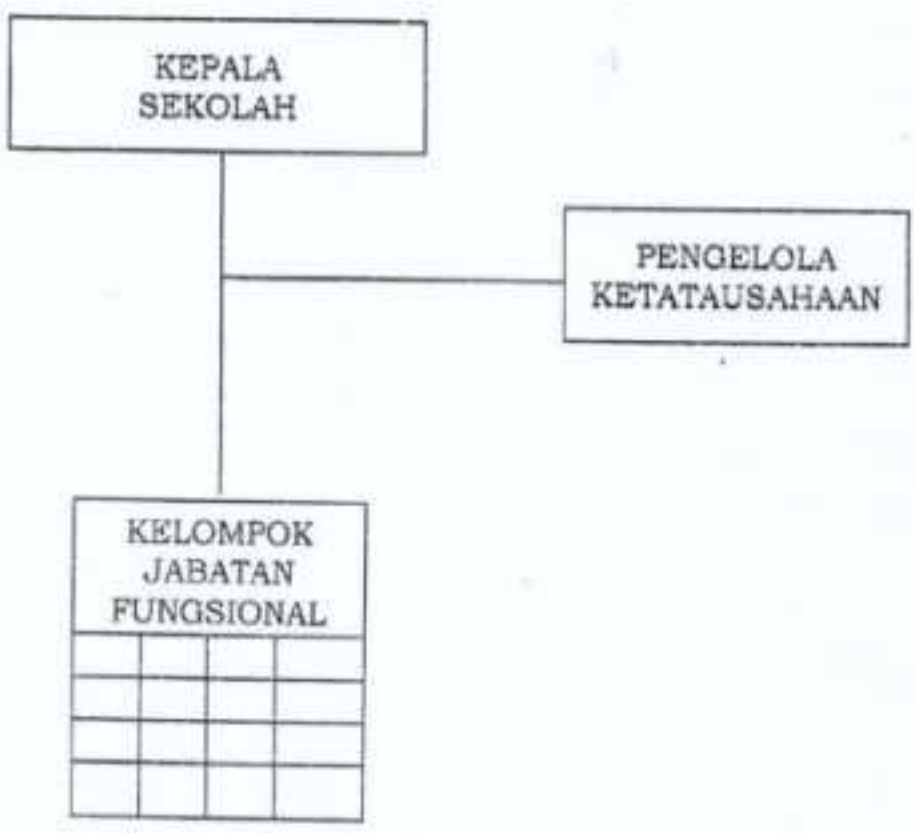 KEPALA
SEKOLAH
PENGELOLA
KETATAUSAHAAN
KELOMPOK
JABATAN
FUNGSIONAL